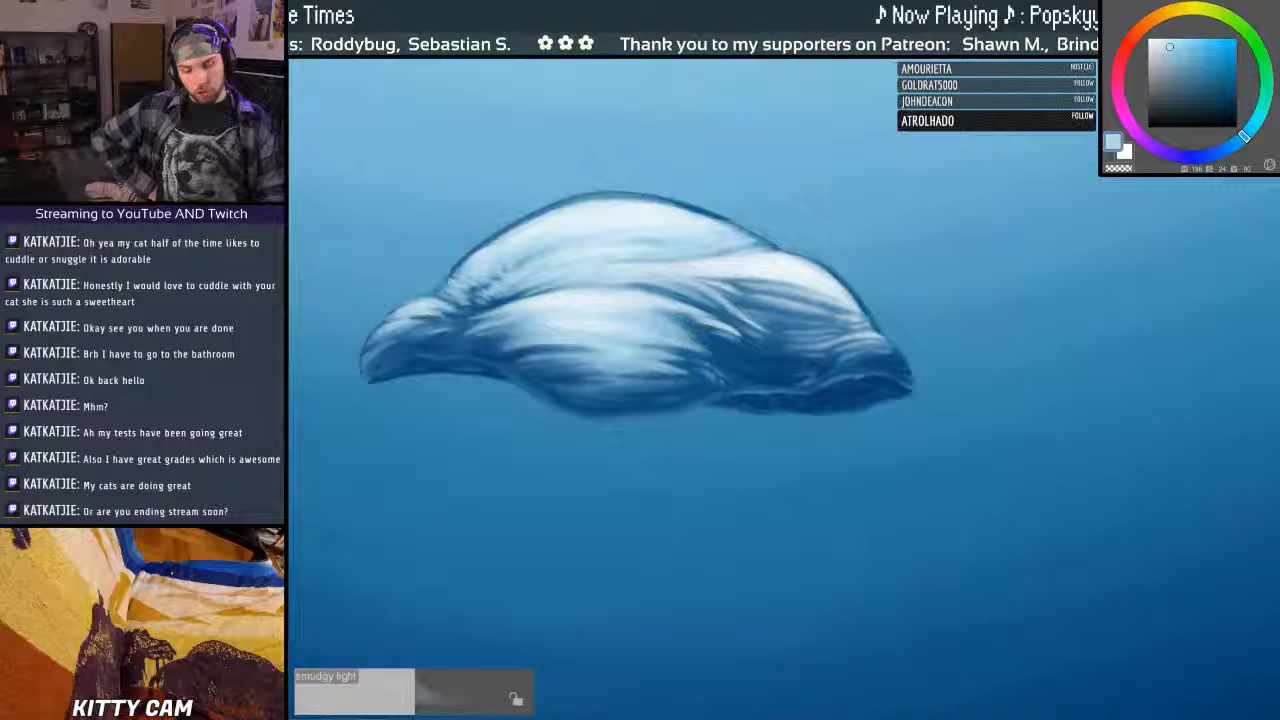 e Times
♪ Now Playing ♪ : Popskyy
s: Roddybug, Sebastian S. ✿ ✿ ✿ Thank you to my supporters on Patreon: Shawn M., Brind
AMOURIETTA
GOLDRAT5000 FOLLOW
JOHNDEACON FOLLOW
ATROLHADO FOLLOW
Streaming to YouTube AND Twitch
KATKATJIE: Oh yea my cat half of the time likes to
cuddle or snuggle it is adorable
KATKATJIE: Honestly I would love to cuddle with your
cat she is such a sweetheart
KATKATJIE: Okay see you when you are done
KATKATJIE: Brb I have to go to the bathroom
KATKATJIE: Ok back hello
KATKATJIE: Mhm?
KATKATJIE: Ah my tests have been going great
KATKATJIE: Also I have great grades which is awesome
KATKATJIE: My cats are doing great
KATKATJIE: Or are you ending stream soon?
smudgy light
KITTY CAM